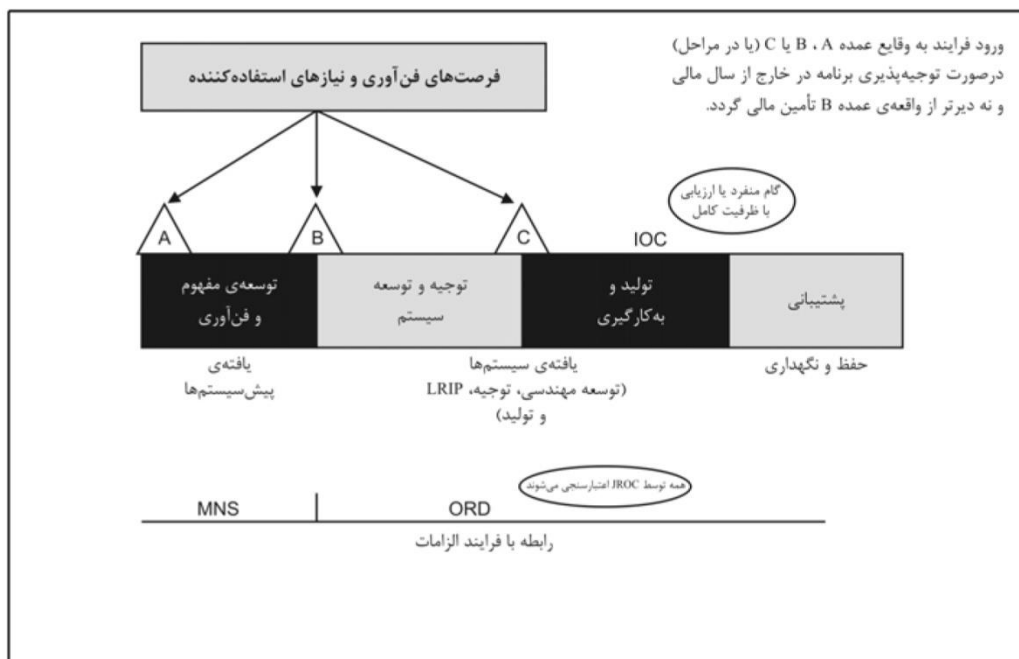 ورود فرایند به وقایع عمده B ، A یا C (یا در مراحل)
درصورت توجیه‌پذیری برنامه در خارج از سال مالی
و نه دیرتر از واقعه‌ی عمده B تأمین مالی گردد.
فرصت‌های فن‌آوری و نیازهای استفاده‌کننده
گام منفرد یا ارزیابی
با ظرفیت کامل
A
B
C
IOC
توسعه‌ی مفهوم
و فن‌آوری
توجیه و توسعه
سیستم
تولید و
به‌کارگیری
پشتیبانی
یافته‌ی
پیش‌سیستم‌ها
یافته‌ی سیستم‌ها
(توسعه مهندسی، توجیه، LRIP
و تولید)
حفظ و نگهداری
همه توسط JROC اعتبارسنجی می‌شوند
MNS
ORD
رابطه با فرایند الزامات